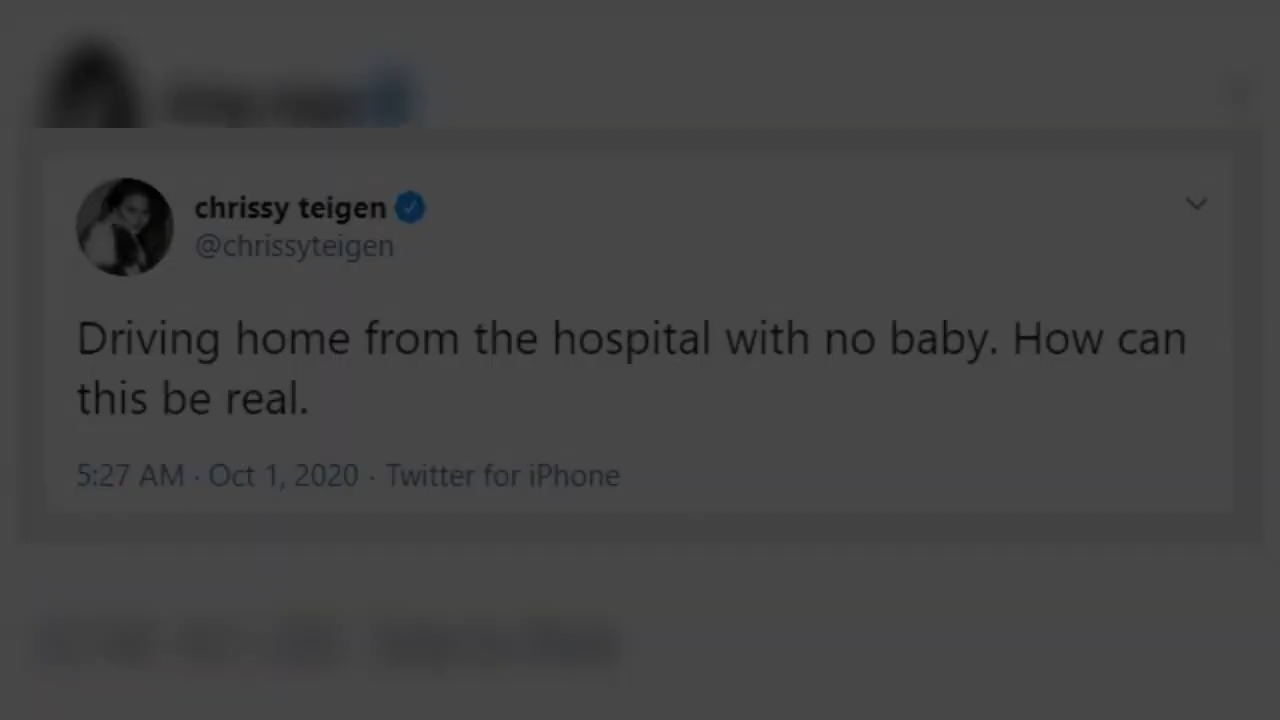 chrissy teigen
@chrissyteigen
Driving home from the hospital with no baby. How can
this be real.
5:27 AM · Oct 1, 2020 · Twitter for iPhone